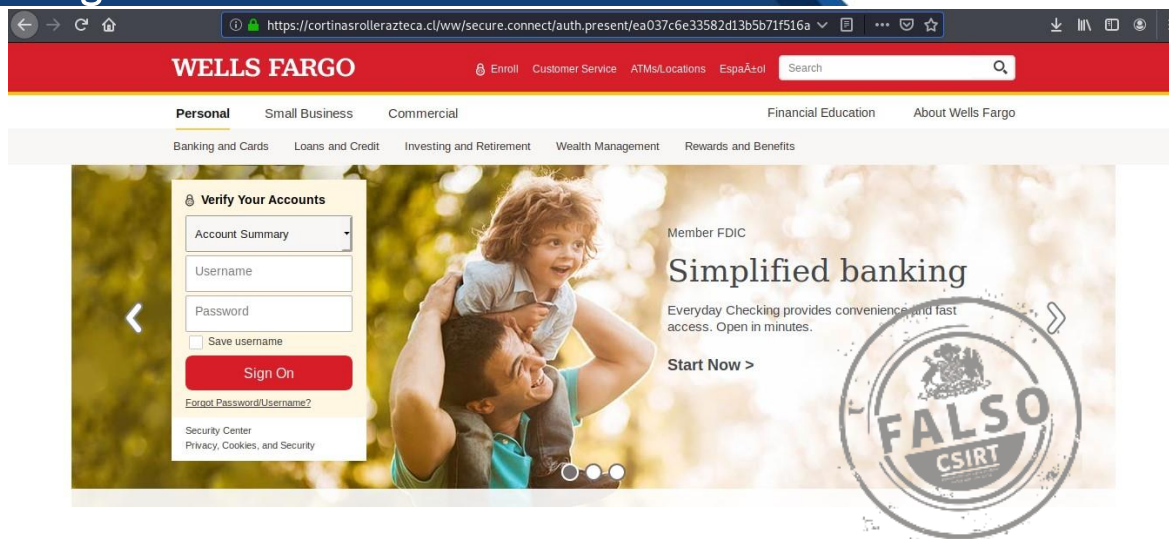 https://cortinasrollerazteca.cl/ww/secure.connect/auth.present/ea037c6e33582d13b5b71f516a
WELLS FARGO
Enroll Customer Service ATMs/Locations EspaÃ±ol Search
Personal Small Business Commercial Financial Education About Wells Fargo
Banking and Cards Loans and Credit Investing and Retirement Wealth Management Rewards and Benefits
Verify Your Accounts
Account Summary
Username
Password
Save username
Sign On
Forgot Password/Username?
Security Center
Privacy, Cookies, and Security
Member FDIC
Simplified banking
Everyday Checking provides convenience and fast
access. Open in minutes.
Start Now >
FALSO
CSIRT